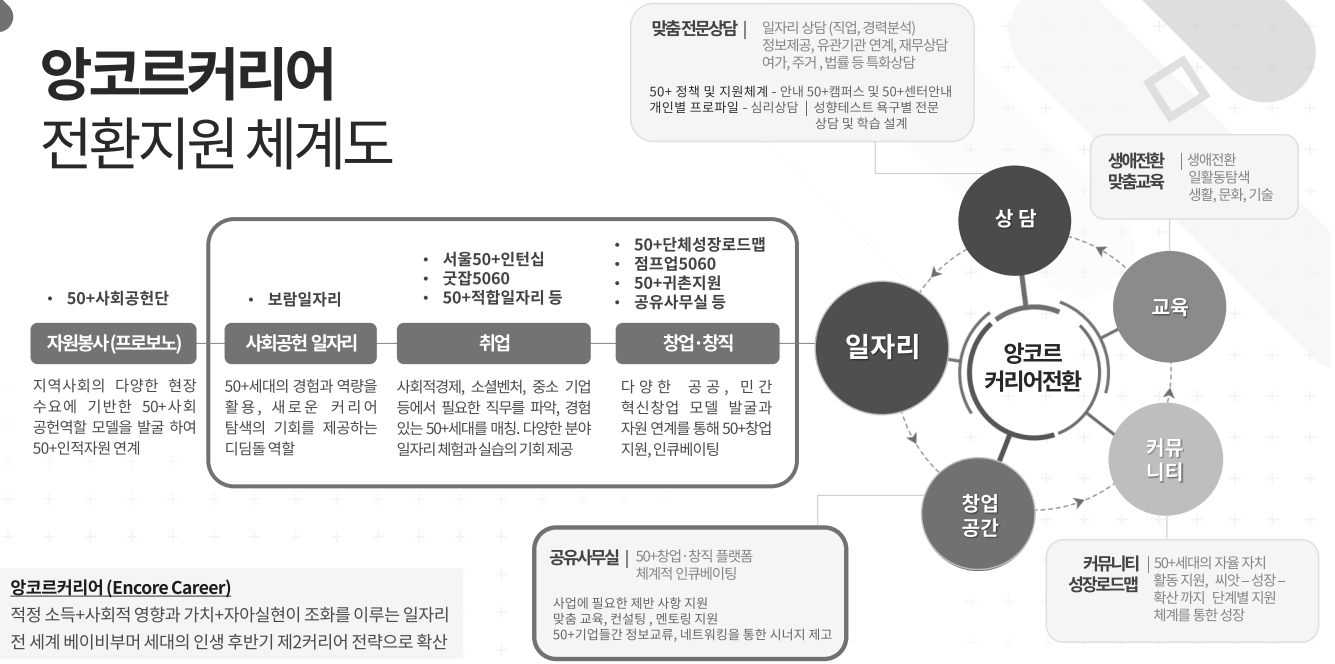 앙코르커리어
전환지원 체계도
맞춤전문상담 | 일자리 상담 (직업, 경력분석)
정보제공, 유관기관 연계, 재무상담
여가, 주거 , 법률 등 특화상담
50+ 정책 및 지원체계 - 안내 50+캠퍼스 및 50+센터안내
개인별 프로파일 - 심리상담 | 성향테스트 욕구별 전문
상담 및 학습 설계
생애전환
맞춤교육
| 생애전환
일활동탐색
생활, 문화, 기술
• 50+사회공헌단
자원봉사(프로보노)
지역사회의 다양한 현장
수요에 기반한 50+사회
공헌역할 모델을 발굴 하여
50+인적자원 연계
• 보람일자리
사회공헌 일자리
50+세대의 경험과 역량을
활용, 새로운 커리어
탐색의 기회를 제공하는
디딤돌 역할
• 서울50+인턴십
• 굿잡5060
• 50+적합일자리 등
취업
사회적경제, 소셜벤처, 중소 기업
등에서 필요한 직무를 파악, 경험
있는 50+세대를 매칭. 다양한 분야
일자리 체험과 실습의 기회 제공
• 50+단체성장로드맵
• 점프업5060
• 50+귀촌지원
• 공유사무실 등
창업·창직
다양한 공공, 민간
혁신창업 모델 발굴과
자원 연계를 통해 50+창업
지원, 인큐베이팅
상 담
교육
일자리
앙코르
커리어전환
커뮤
니티
창업
공간
공유사무실 | 50+창업·창직 플랫폼
체계적 인큐베이팅
사업에 필요한 제반 사항 지원
맞춤 교육, 컨설팅 , 멘토링 지원
50+기업들간 정보교류, 네트워킹을 통한 시너지 제고
커뮤니티
성장로드맵
| 50+세대의 자율 자치
활동 지원, 씨앗 – 성장 –
확산 까지 단계별 지원
체계를 통한 성장
앙코르커리어 (Encore Career)
적정 소득+사회적 영향과 가치+자아실현이 조화를 이루는 일자리
전 세계 베이비부머 세대의 인생 후반기 제2커리어 전략으로 확산